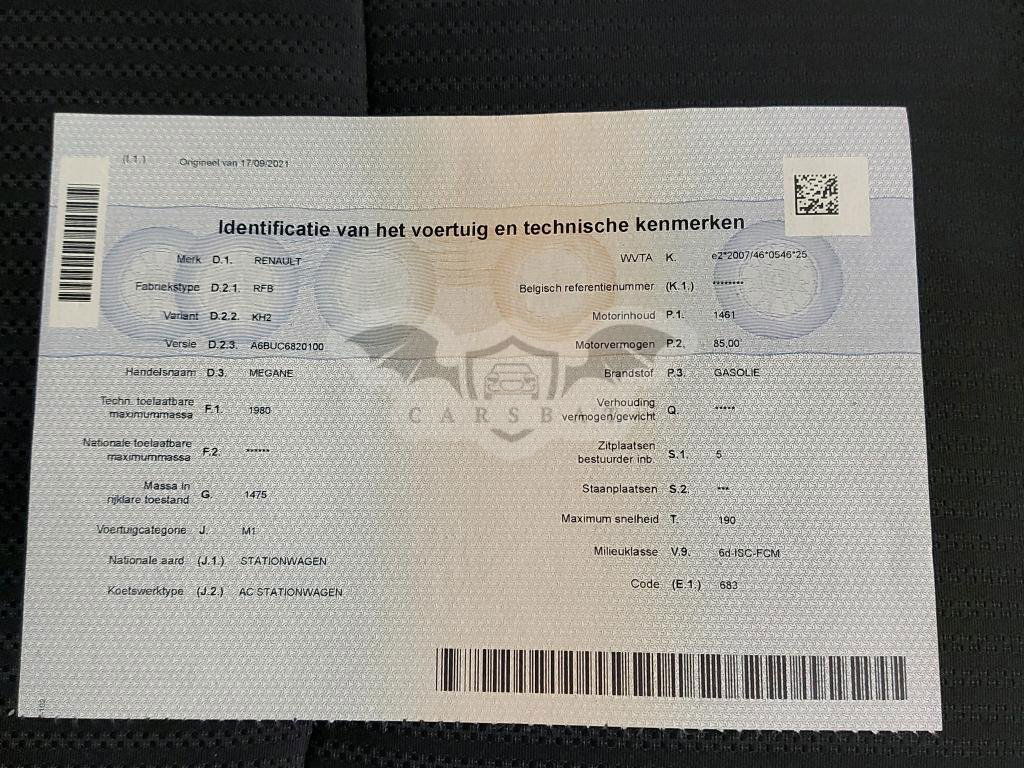 (I.1.) Origineel van 17/09/2021
Identificatie van het voertuig en technische kenmerken
Merk D.1. RENAULT
Fabriekstype D.2.1. RFB
Variant D.2.2. KH2
Versie D.2.3. A6BUC6820100
Handelsnaam D.3. MEGANE
Techn. toelaatbare
maximummassa F.1. 1980
Nationale toelaatbare
maximummassa F.2. ******
Massa in
rijklare toestand G. 1475
Voertuigcategorie J. M1
Nationale aard (J.1.) STATIONWAGEN
Koetswerktype (J.2.) AC STATIONWAGEN
WVTA K. e2*2007/46*0546*25
Belgisch referentienummer (K.1.) ********
Motorinhoud P.1. 1461
Motorvermogen P.2. 85,00
Brandstof P.3. GASOLIE
Verhouding
vermogen/gewicht Q. *****
Zitplaatsen
bestuurder inb. S.1. 5
Staanplaatsen S.2. ***
Maximum snelheid T. 190
Milieuklasse V.9. 6d-ISC-FCM
Code (E.1.) 683